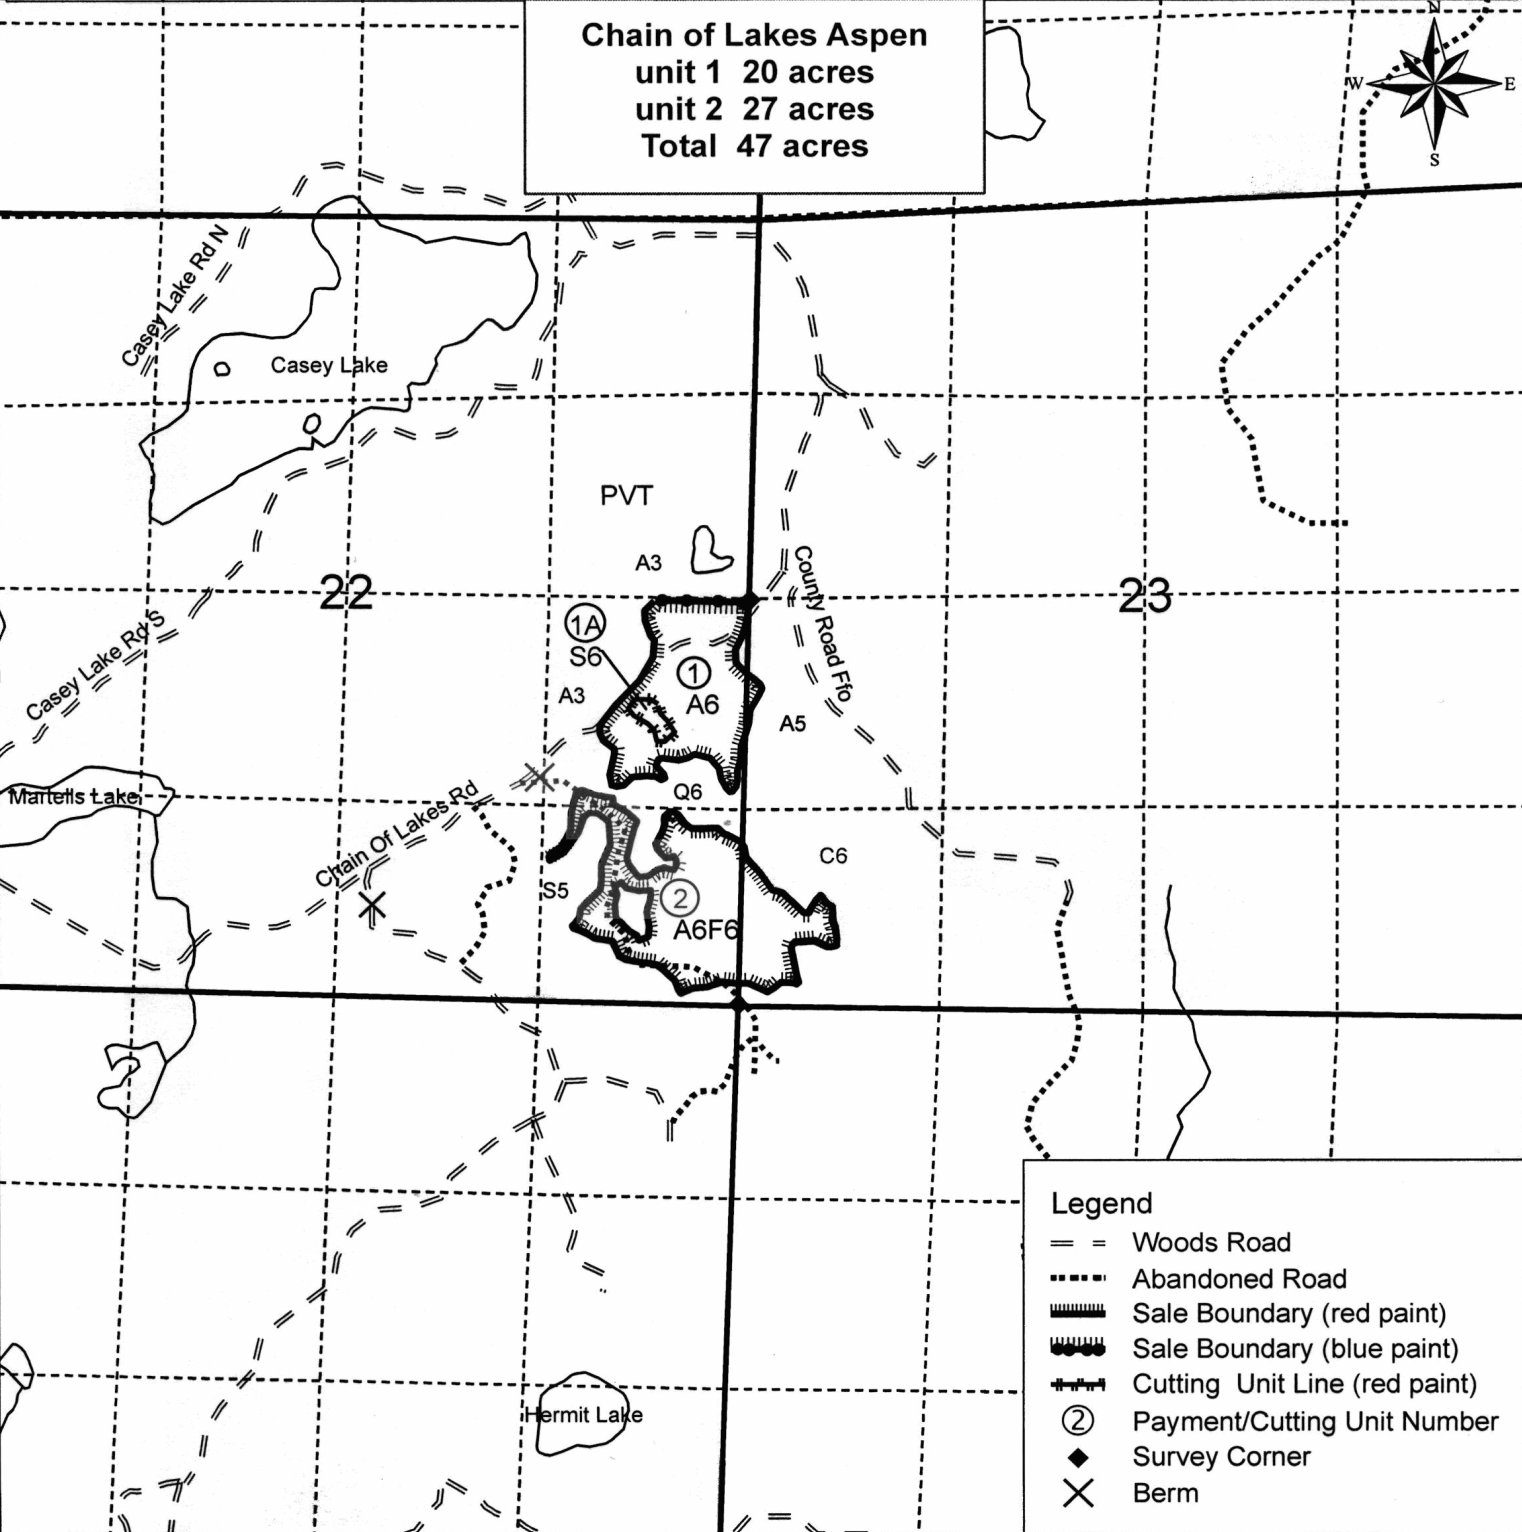 Chain of Lakes Aspen
unit 1 20 acres
unit 2 27 acres
Total 47 acres
N
W
E
S
Casey Lake Rd N
Casey Lake
PVT
A3
22
23
1A
S6
County Road Ffo
Casey Lake Rd S
1
A3
A6
A5
Martells Lake
Q6
Chain Of Lakes Rd
C6
S5
2
A6F6
Hermit Lake
Legend
Woods Road
Abandoned Road
Sale Boundary (red paint)
Sale Boundary (blue paint)
Cutting Unit Line (red paint)
2 Payment/Cutting Unit Number
Survey Corner
Berm